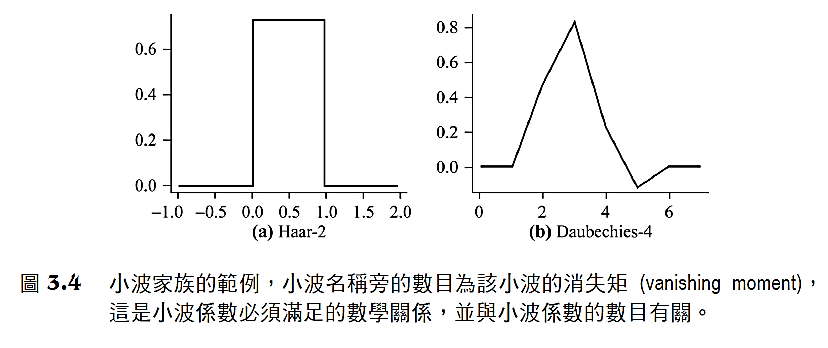 0.6
0.4
0.2
0.0
−1.0 −0.5 0.0 0.5 1.0 1.5 2.0
(a) Haar-2
0.8
0.6
0.4
0.2
0.0
0 2 4 6
(b) Daubechies-4
圖 3.4 小波家族的範例，小波名稱旁的數目為該小波的消失矩 (vanishing moment)，
這是小波係數必須滿足的數學關係，並與小波係數的數目有關。